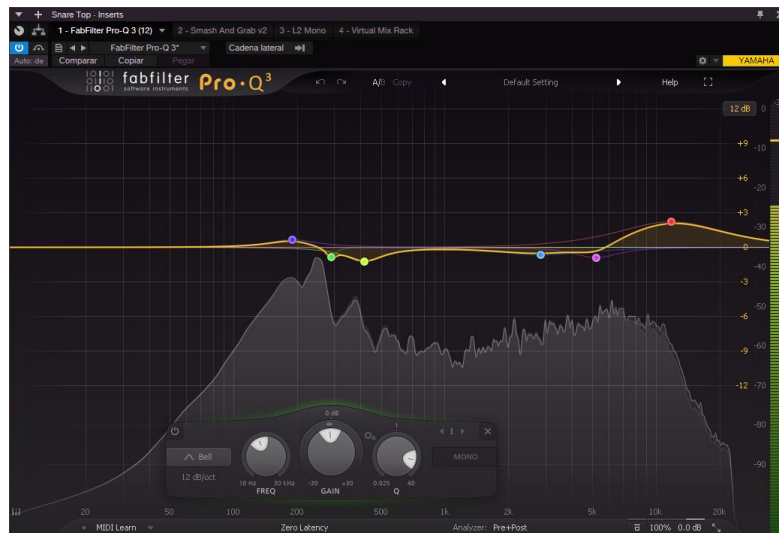 Snare Top - Inserts
1 - FabFilter Pro-Q 3 (12) 2 - Smash And Grab v2 3 - L2 Mono 4 - Virtual Mix Rack
FabFilter Pro-Q 3* Cadena lateral
Auto: de Comparar Copiar Pegar YAMAHA
fabfilter Pro·Q3 A/B Copy Default Setting Help
software instruments
12 dB 0
+9 -10
+6 -20
+3 -30
0 -40
-3
-50
-6
-60
-9
-12 -70
-80
-90
0 dB
1
Bell MONO
12 dB/oct
10 Hz 30 kHz -30 +30 0.025 40
FREQ GAIN Q
20 50 100 200 500 1k 2k 5k 10k 20k
MIDI Learn Zero Latency Analyzer: Pre+Post 100% 0.0 dB